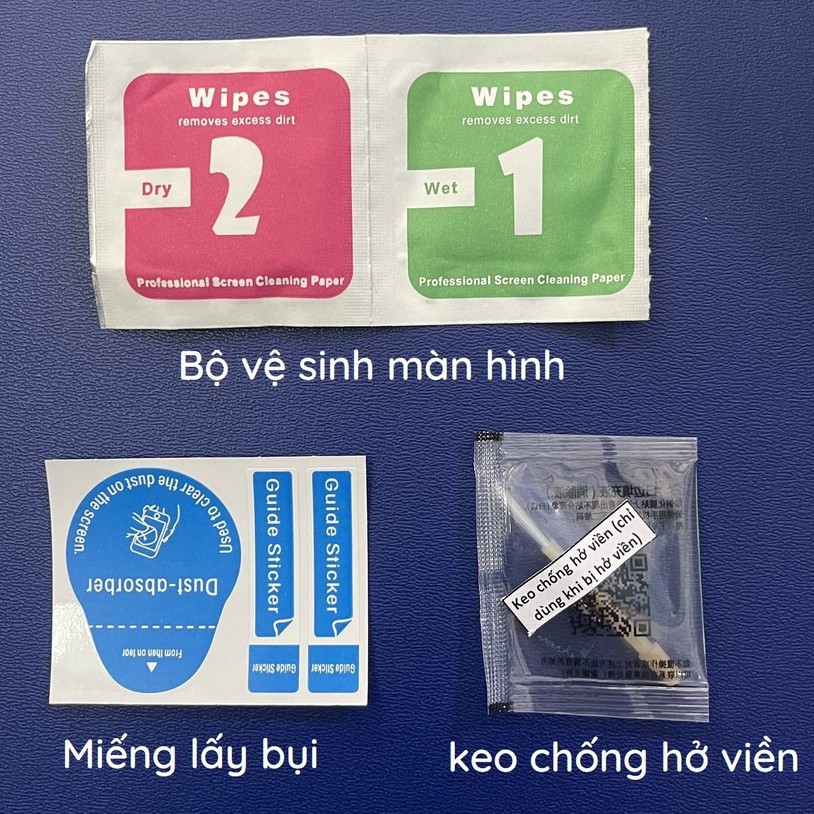 Wipes
removes excess dirt
Dry
2
Professional Screen Cleaning Paper
Wipes
removes excess dirt
Wet
1
Professional Screen Cleaning Paper
Bộ vệ sinh màn hình
Used to clear the dust on the screen.
Dust-absorber
From then on tear
Guide Sticker
Guide Sticker
Guide Sticker
Guide Sticker
Keo chống hở viền (chỉ
dùng khi bị hở viền)
Miếng lấy bụi
keo chống hở viền